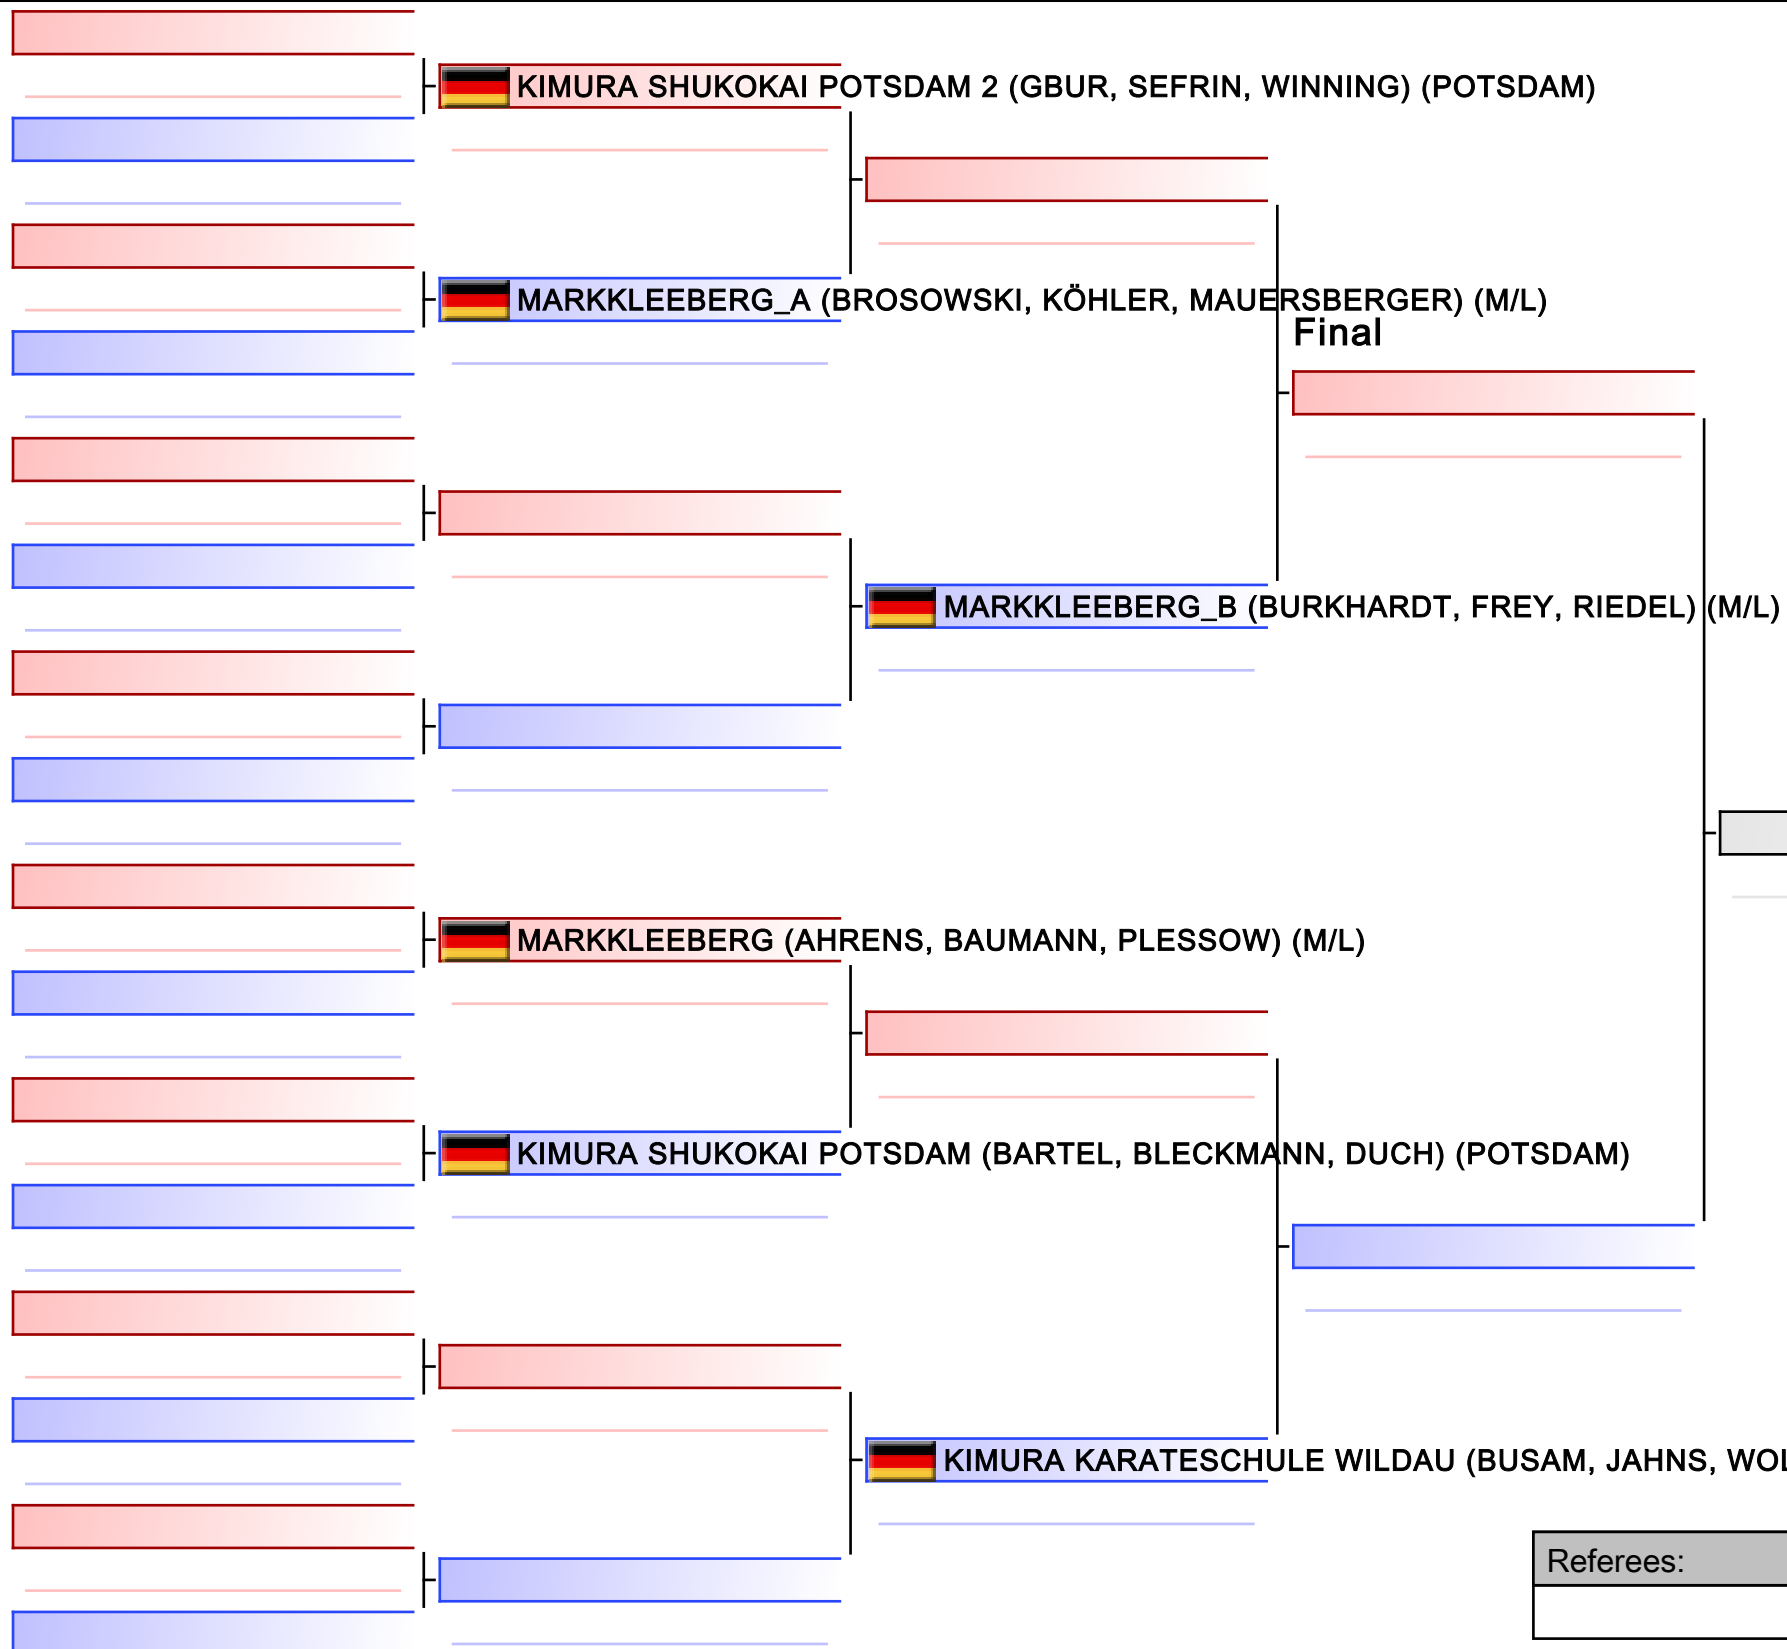 KIMURA SHUKOKAI POTSDAM 2 (GBUR, SEFRIN, WINNING) (POTSDAM)
MARKKLEEBERG_A (BROSOWSKI, KÖHLER, MAUERSBERGER) (M/L)
Final
MARKKLEEBERG_B (BURKHARDT, FREY, RIEDEL) (M/L)
MARKKLEEBERG (AHRENS, BAUMANN, PLESSOW) (M/L)
KIMURA SHUKOKAI POTSDAM (BARTEL, BLECKMANN, DUCH) (POTSDAM)
KIMURA KARATESCHULE WILDAU (BUSAM, JAHNS,
Referees: